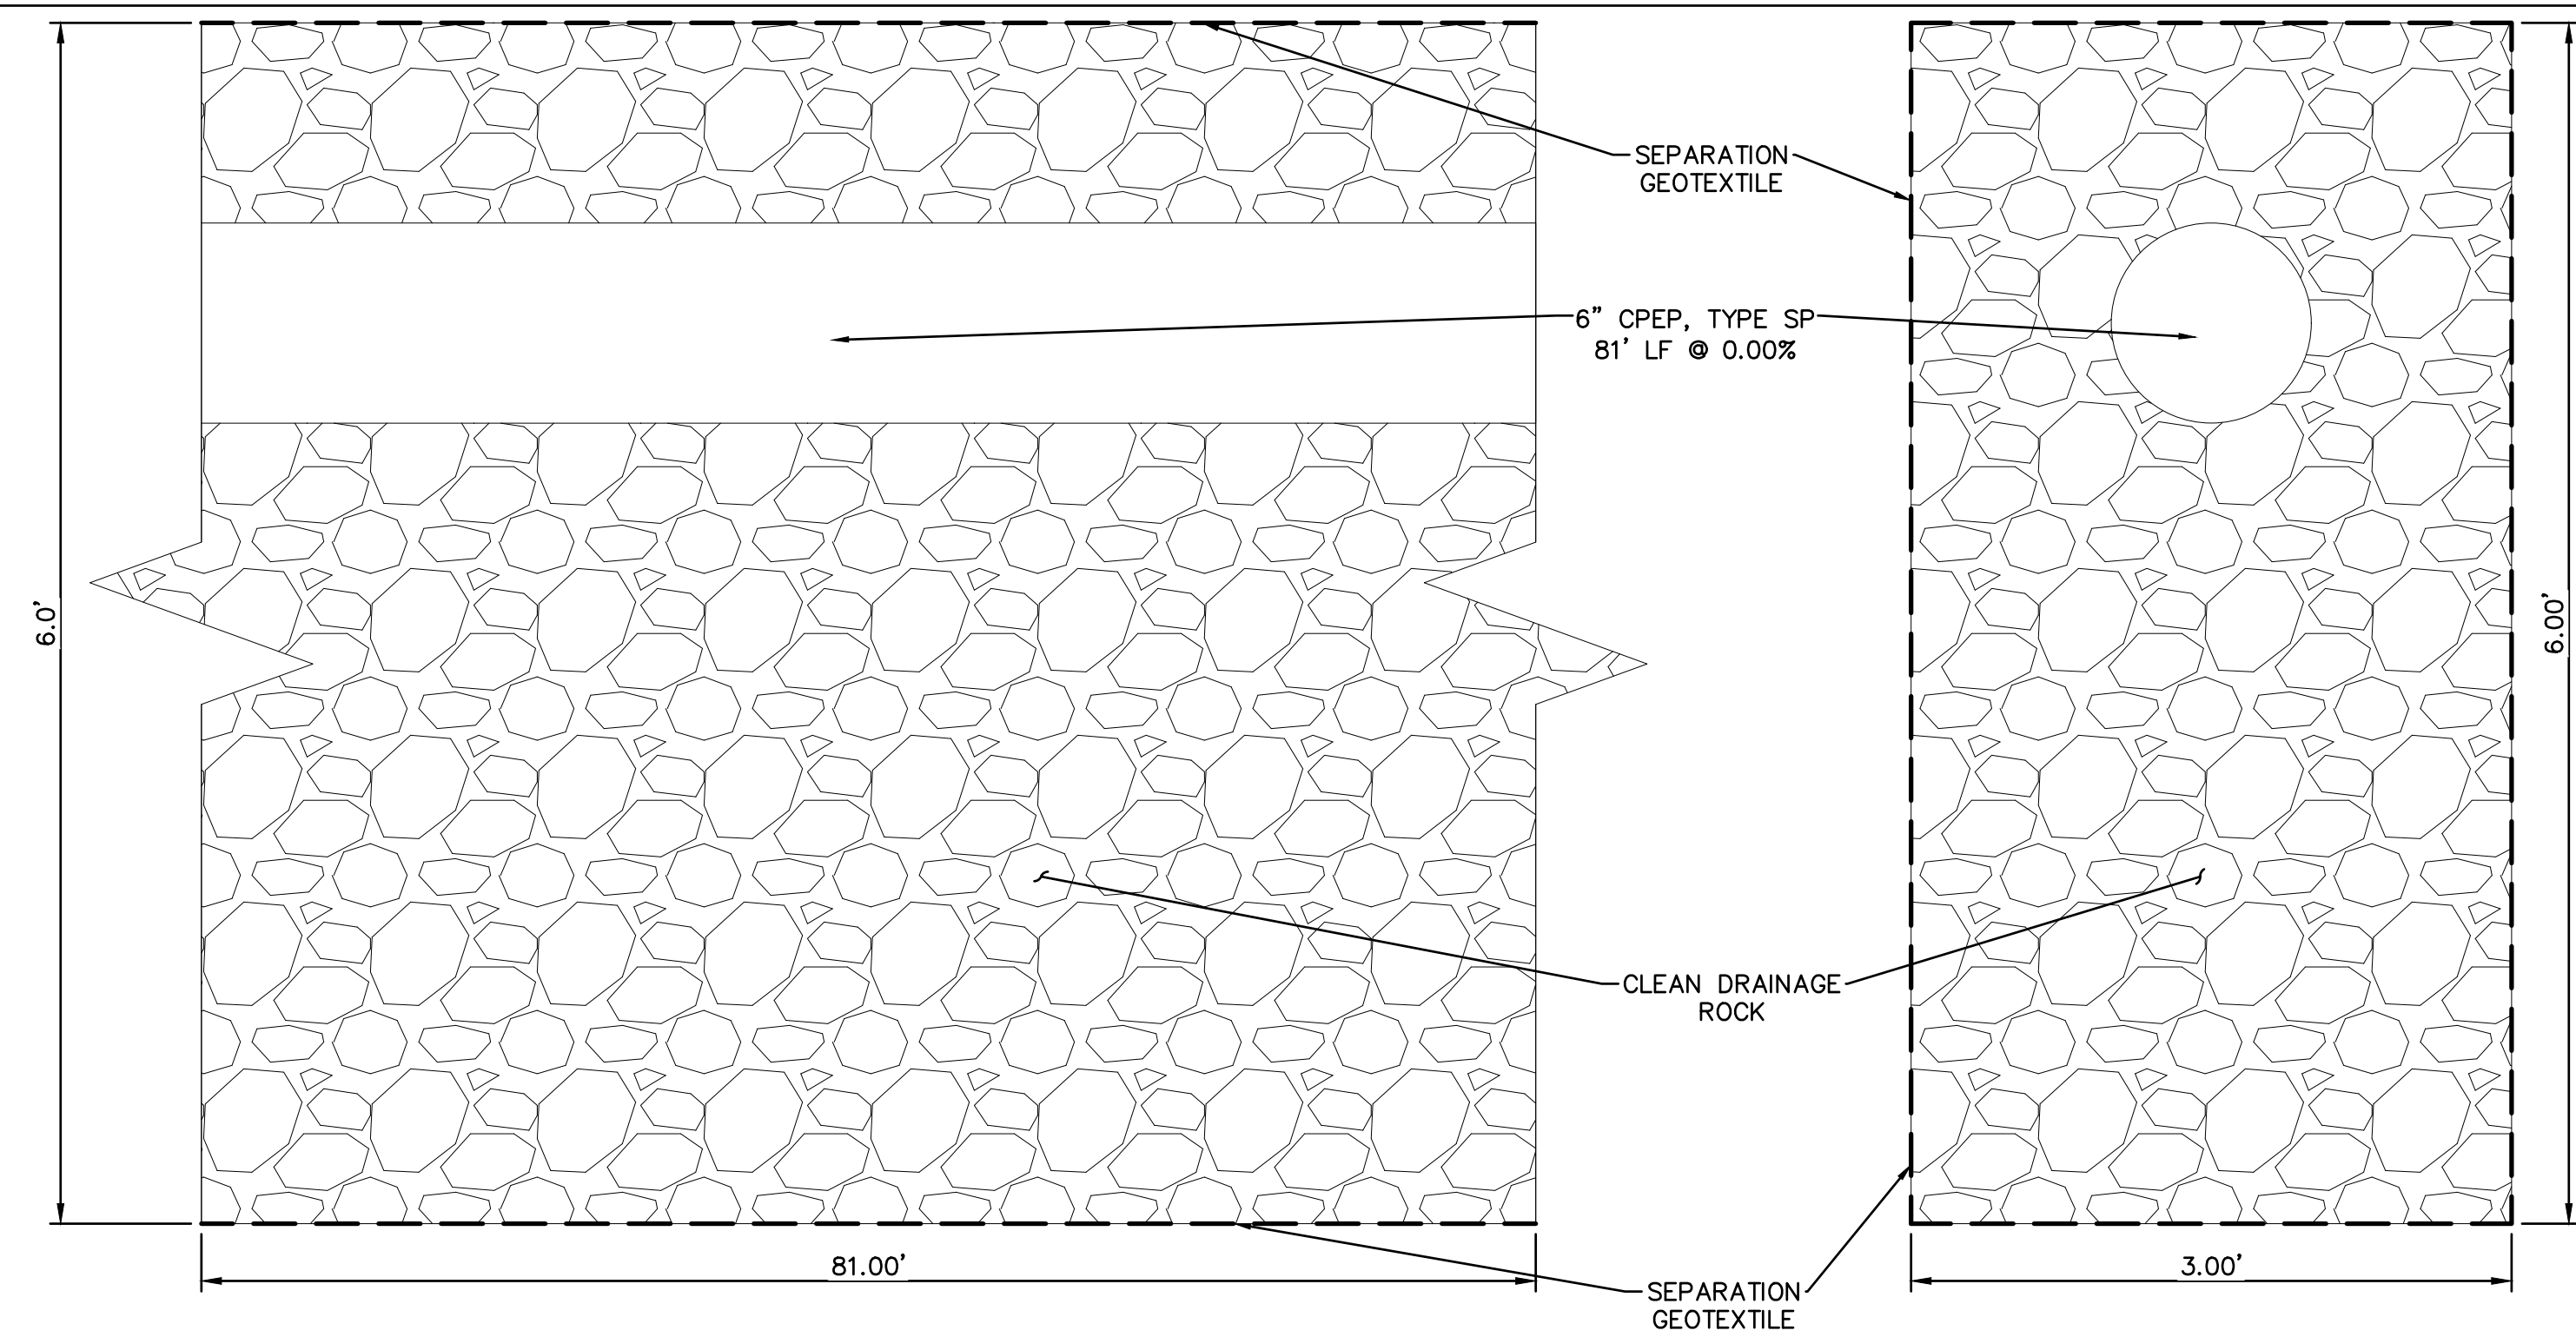 SEPARATION
GEOTEXTILE
6” CPEP, TYPE SP
81’ LF @ 0.00%
6.0’
6.00’
CLEAN DRAINAGE
ROCK
81.00’
3.00’
SEPARATION
GEOTEXTILE